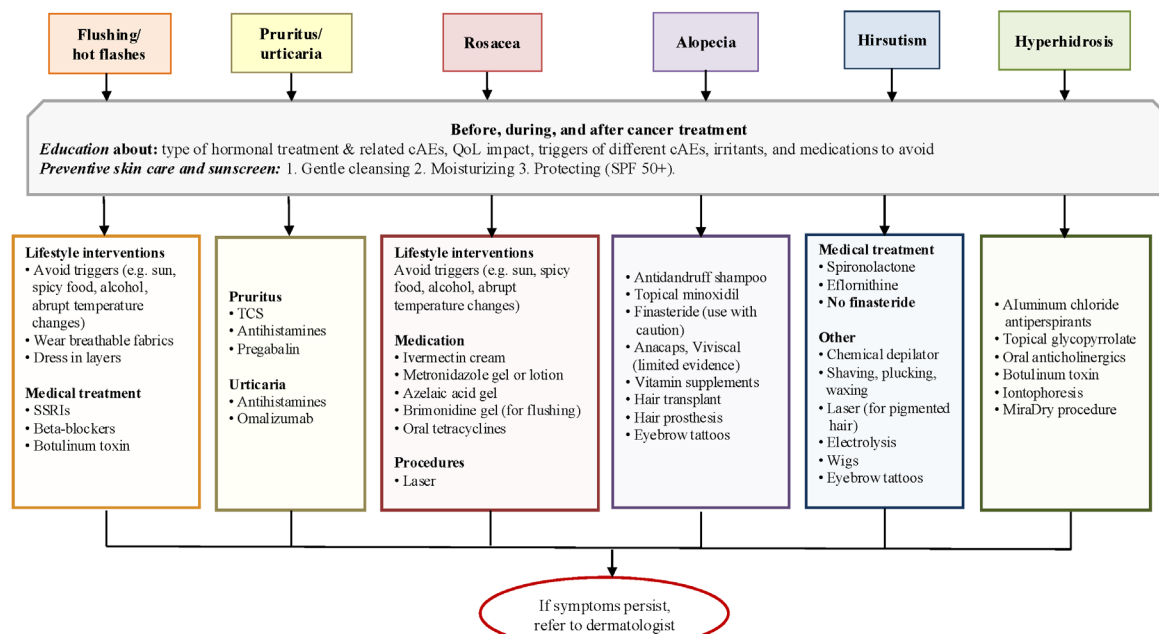 Flushing/
hot flashes
Pruritus/
urticaria
Rosacea
Alopecia
Hirsutism
Hyperhidrosis
Before, during, and after cancer treatment
Education about: type of hormonal treatment & related cAEs, QoL impact, triggers of different cAEs, irritants, and medications to avoid
Preventive skin care and sunscreen: 1. Gentle cleansing 2. Moisturizing 3. Protecting (SPF 50+).
Lifestyle interventions
• Avoid triggers (e.g. sun,
spicy food, alcohol,
abrupt temperature
changes)
• Wear breathable fabrics
• Dress in layers
Medical treatment
• SSRIs
• Beta-blockers
• Botulinum toxin
Pruritus
• TCS
• Antihistamines
• Pregabalin
Urticaria
• Antihistamines
• Omalizumab
Lifestyle interventions
Avoid triggers (e.g. sun, spicy
food, alcohol, abrupt
temperature changes)
Medication
• Ivermectin cream
• Metronidazole gel or lotion
• Azelaic acid gel
• Brimonidine gel (for flushing)
• Oral tetracyclines
Procedures
• Laser
• Antidandruff shampoo
• Topical minoxidil
• Finasteride (use with
caution)
• Anacaps, Viviscal
(limited evidence)
• Vitamin supplements
• Hair transplant
• Hair prosthesis
• Eyebrow tattoos
Medical treatment
• Spironolactone
• Eflornithine
• No finasteride
Other
• Chemical depilator
• Shaving, plucking,
waxing
• Laser (for pigmented
hair)
• Electrolysis
• Wigs
• Eyebrow tattoos
• Aluminum chloride
antiperspirants
• Topical glycopyrrolate
• Oral anticholinergics
• Botulinum toxin
• Iontophoresis
• MiraDry procedure
If symptoms persist,
refer to dermatologist